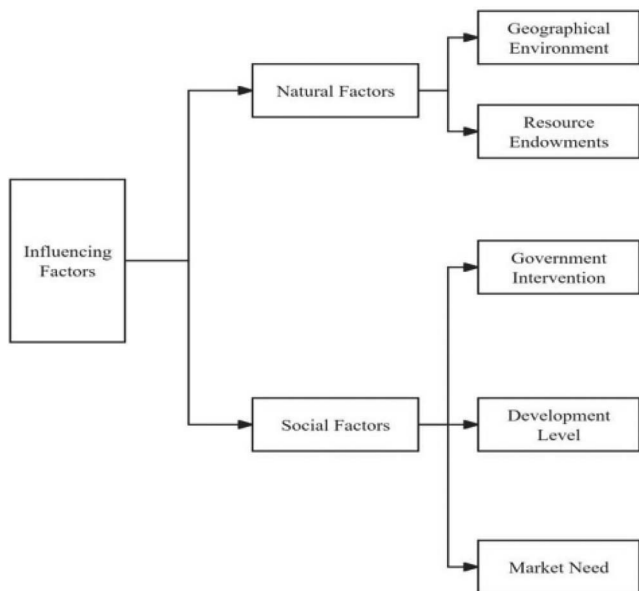 Geographical
Environment
Natural Factors
Resource
Endowments
Influencing
Factors
Government
Intervention
Social Factors
Development
Level
Market Need